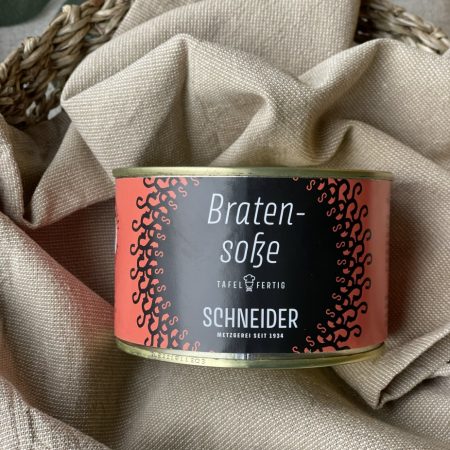 Braten-
soße
TAFEL FERTIG
SCHNEIDER
METZGEREI SEIT 1934